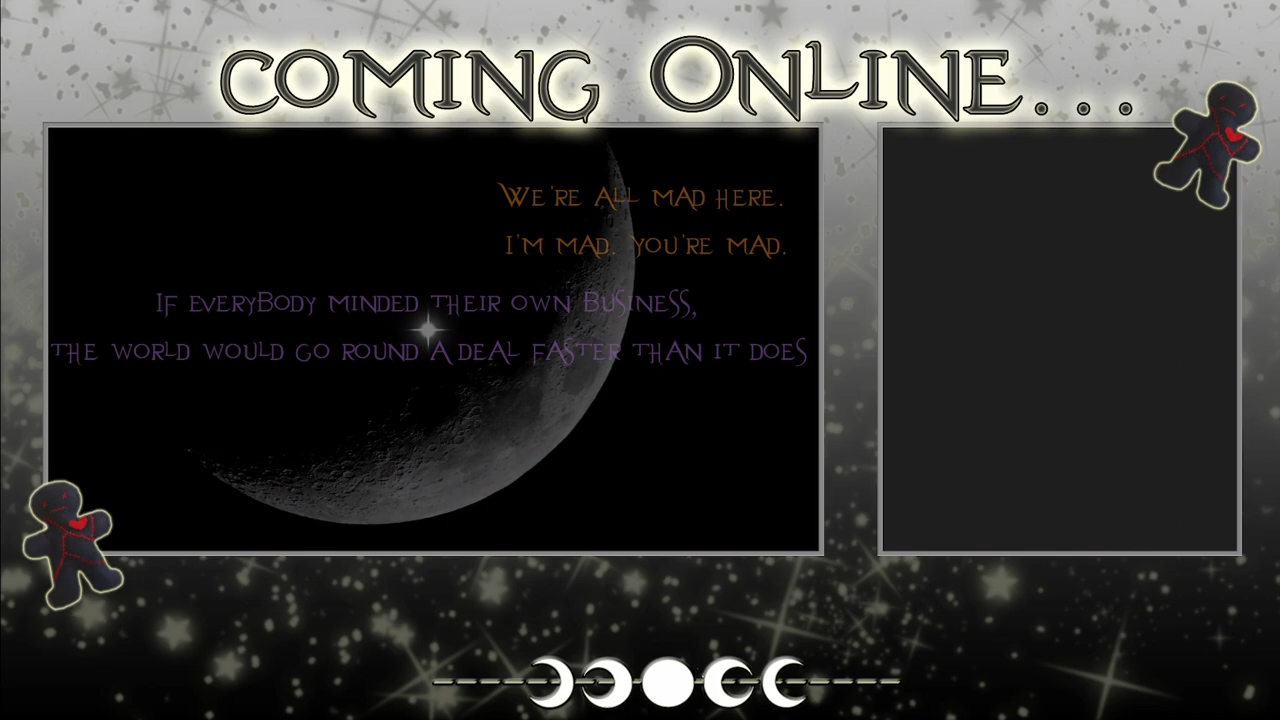 Coming Online...
We're all mad here.
I'm mad. You're mad.
If everybody minded their own business,
the world would go round a deal faster than it does